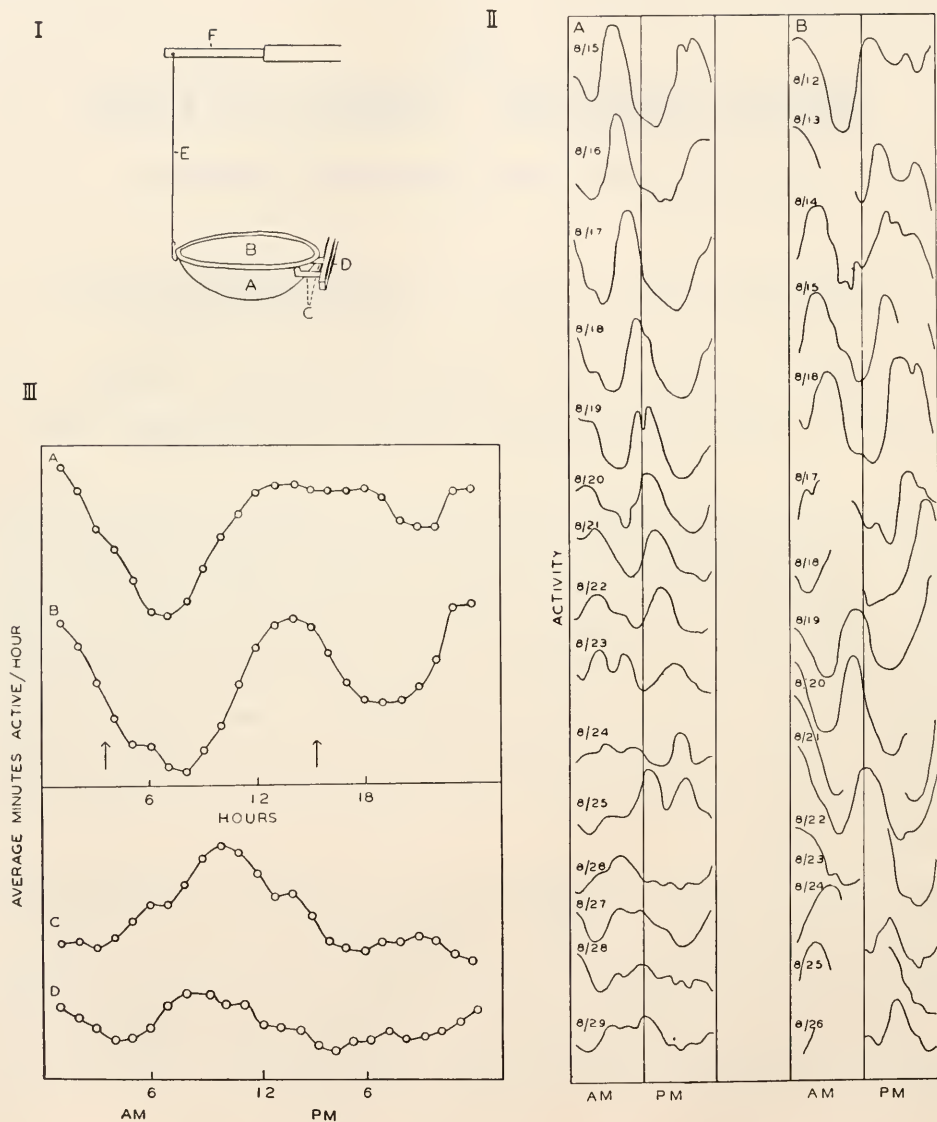 I
F
E
B
A
D
C
II
A
8/15
8/16
8/17
8/18
8/19
8/20
8/21
8/22
8/23
8/24
8/25
8/28
8/27
8/28
8/29
AM PM
ACTIVITY
B
8/12
8/13
8/14
8/15
8/18
8/17
8/18
8/19
8/20
8/21
8/22
8/23
8/24
8/25
8/26
AM PM
III
A
B
6 12 18
HOURS
C
D
6 12 6
AM PM
AVERAGE MINUTES ACTIVE/HOUR